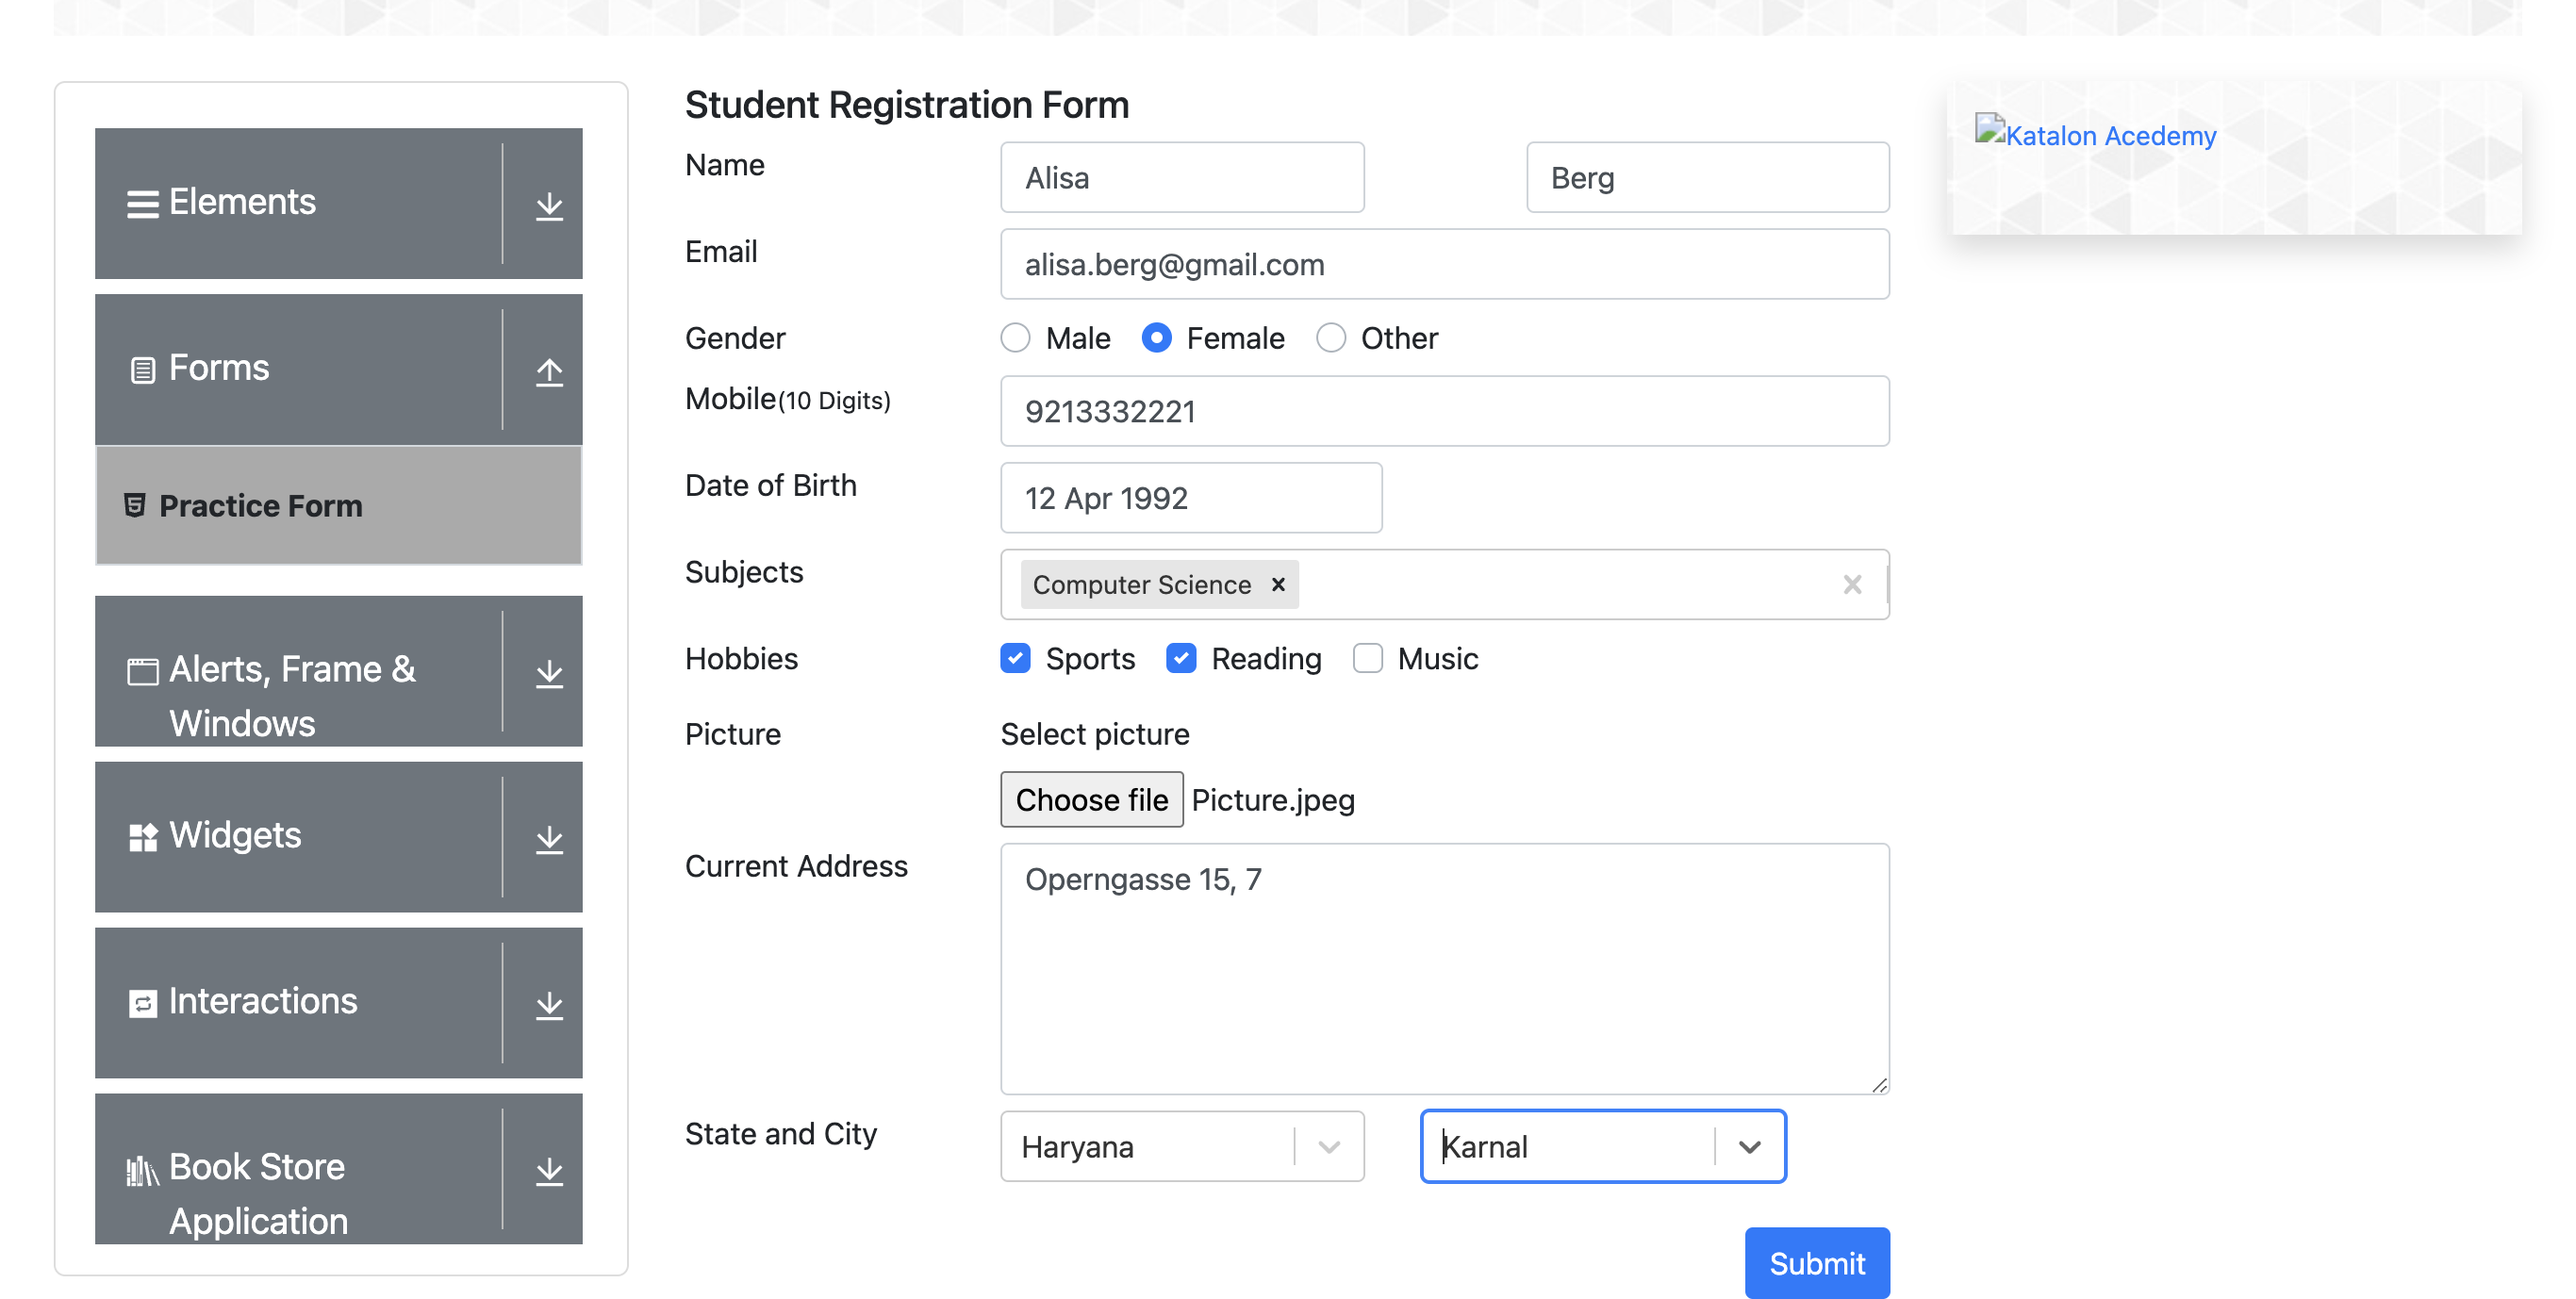 Elements
Forms
Practice Form
Alerts, Frame &
Windows
Widgets
Interactions
Book Store
Application
Student Registration Form
Name
Alisa
Berg
Email
alisa.berg@gmail.com
Gender
Male
Female
Other
Mobile(10 Digits)
9213332221
Date of Birth
12 Apr 1992
Subjects
Computer Science
Hobbies
Sports
Reading
Music
Picture
Select picture
Choose file Picture.jpeg
Current Address
Operngasse 15, 7
State and City
Haryana
Karnal
Submit
Katalon Acedemy